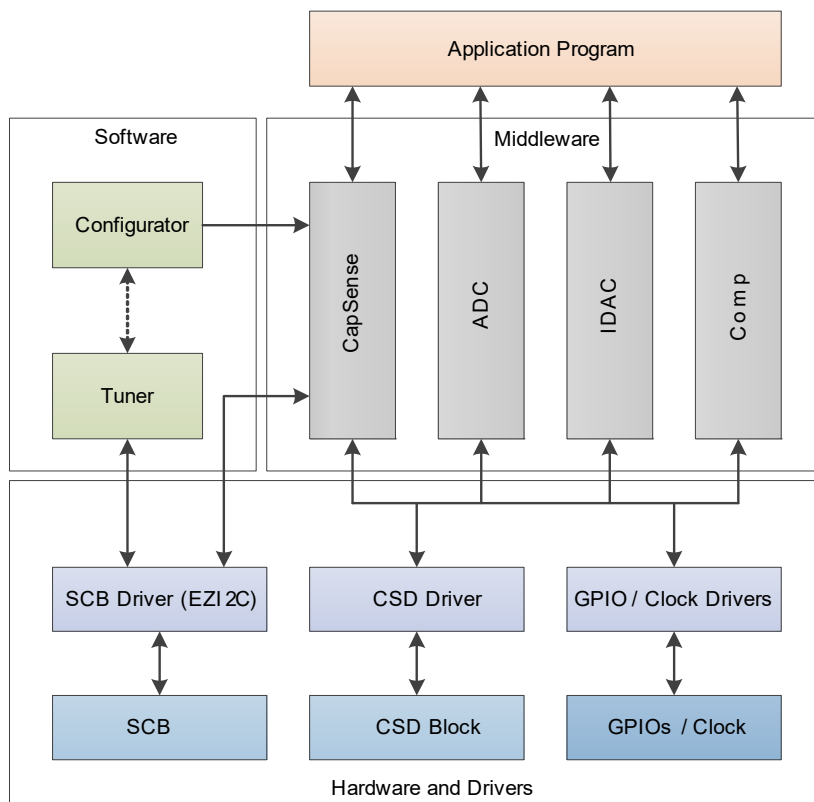 Application Program
Software
Middleware
Configurator
Tuner
CapSense
ADC
IDAC
Comp
SCB Driver (EZI2C)
CSD Driver
GPIO / Clock Drivers
SCB
CSD Block
GPIOs / Clock
Hardware and Drivers